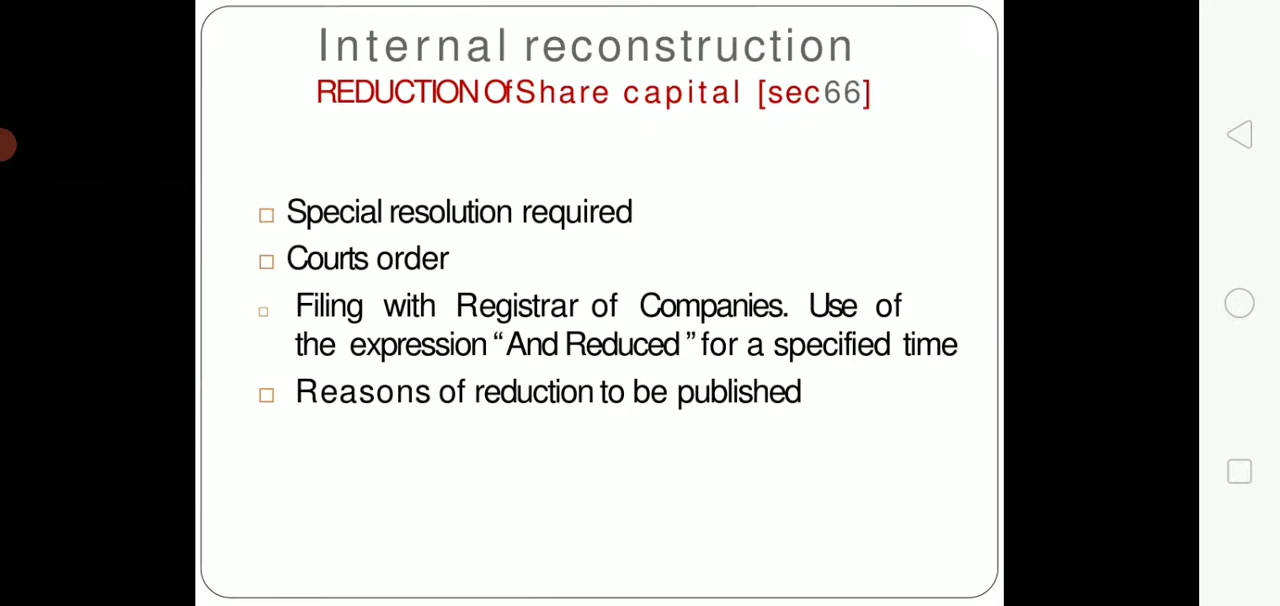 Internal reconstruction
REDUCTION Of Share capital [sec66]
Special resolution required
Courts order
Filing with Registrar of Companies. Use of
the expression “And Reduced ” for a specified time
Reasons of reduction to be published